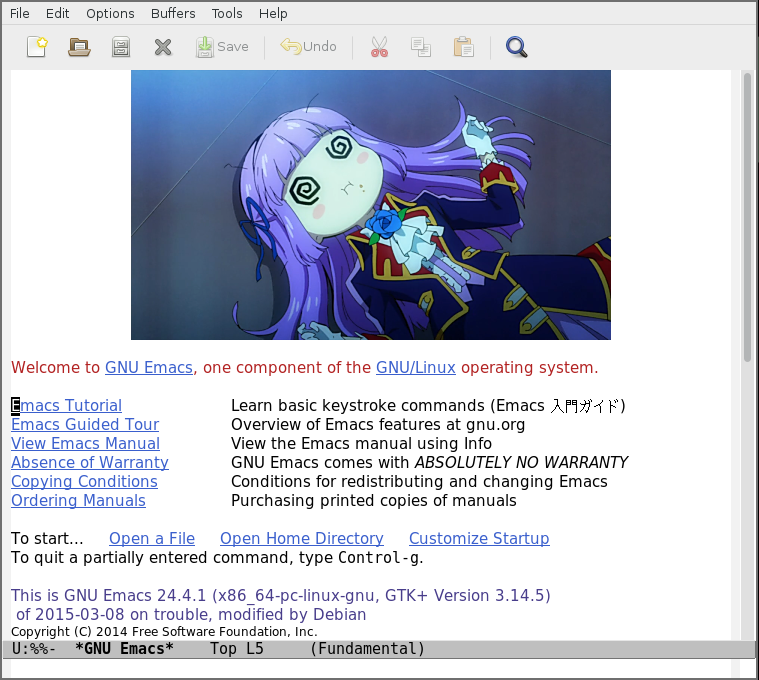 File Edit Options Buffers Tools Help
Save Undo
Welcome to GNU Emacs, one component of the GNU/Linux operating system.
Emacs Tutorial Learn basic keystroke commands (Emacs 入門ガイド)
Emacs Guided Tour Overview of Emacs features at gnu.org
View Emacs Manual View the Emacs manual using Info
Absence of Warranty GNU Emacs comes with ABSOLUTELY NO WARRANTY
Copying Conditions Conditions for redistributing and changing Emacs
Ordering Manuals Purchasing printed copies of manuals
To start... Open a File Open Home Directory Customize Startup
To quit a partially entered command, type Control-g.
This is GNU Emacs 24.4.1 (x86_64-pc-linux-gnu, GTK+ Version 3.14.5)
of 2015-03-08 on trouble, modified by Debian
Copyright (C) 2014 Free Software Foundation, Inc.
U:%%- *GNU Emacs* Top L5 (Fundamental)